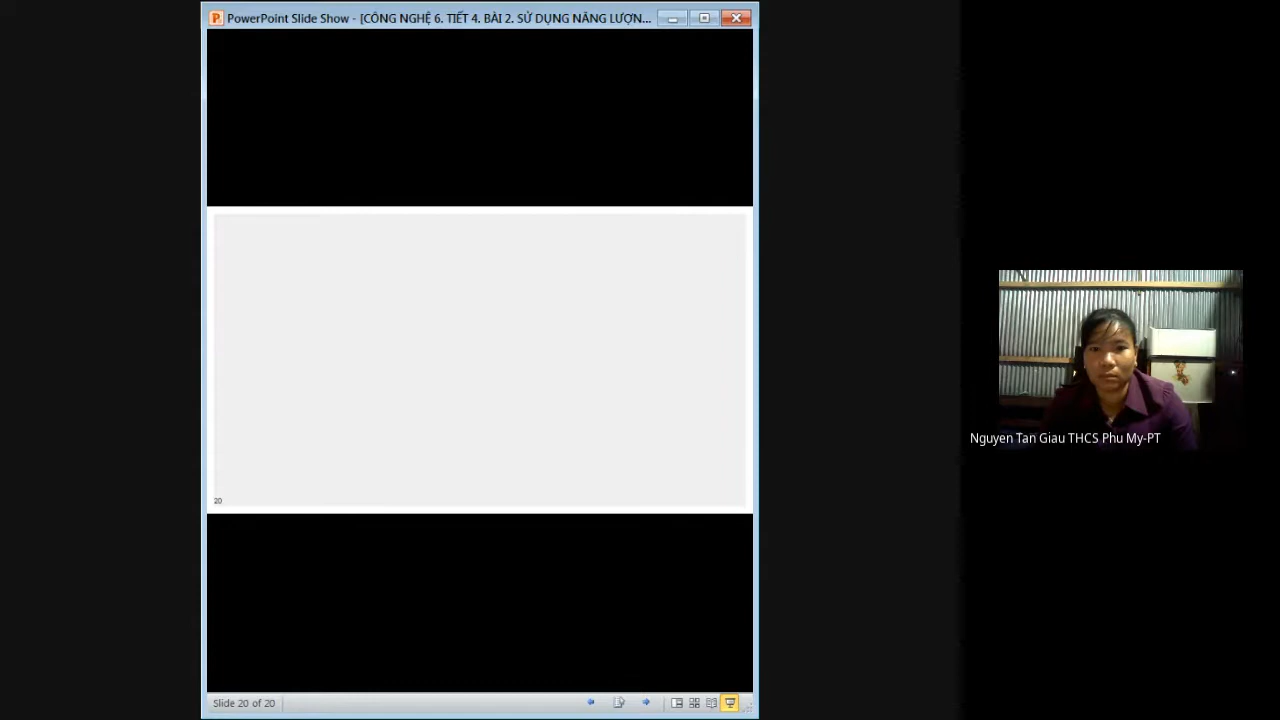 PowerPoint Slide Show - [CÔNG NGHỆ 6. TIẾT 4. BÀI 2. SỬ DỤNG NĂNG LƯỢN...
20
Nguyen Tan Giau THCS Phu My-PT
Slide 20 of 20